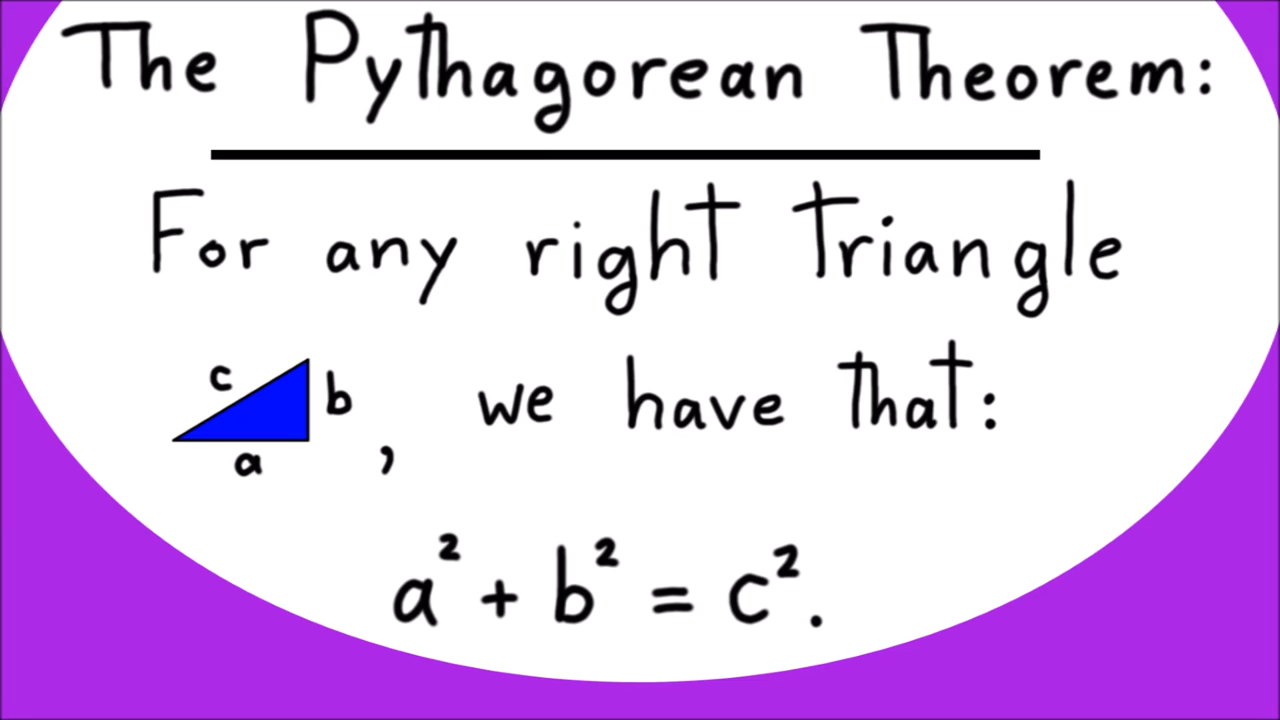 The Pythagorean Theorem:
For any right triangle
c b a , we have that:
a² + b² = c².